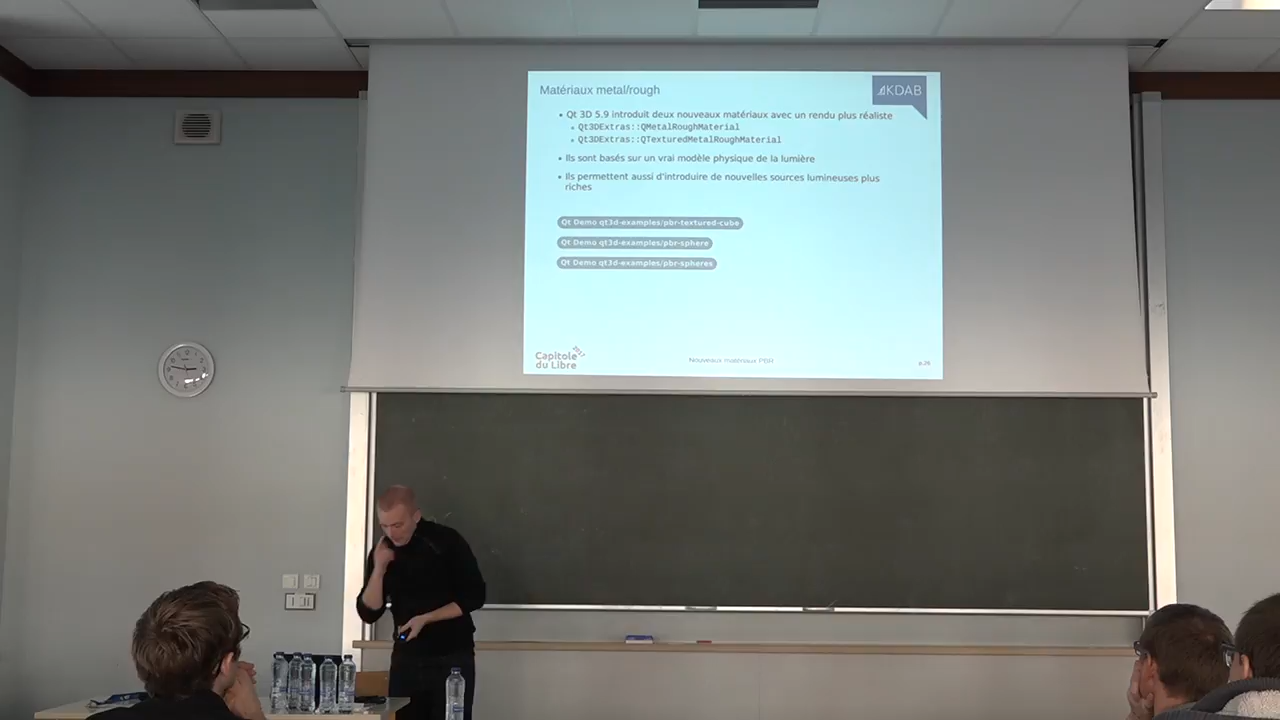 Matériaux metal/rough
KDAB
• Qt 3D 5.9 introduit deux nouveaux matériaux avec un rendu plus réaliste
• Qt3DExtras::QMetalRoughMaterial
• Qt3DExtras::QTexturedMetalRoughMaterial
• Ils sont basés sur un vrai modèle physique de la lumière
• Ils permettent aussi d'introduire de nouvelles sources lumineuses plus
riches
Qt Demo qt3d-examples/pbr-textured-cube
Qt Demo qt3d-examples/pbr-sphere
Qt Demo qt3d-examples/pbr-spheres
Capitole 2017
du Libre
Nouveaux matériaux PBR